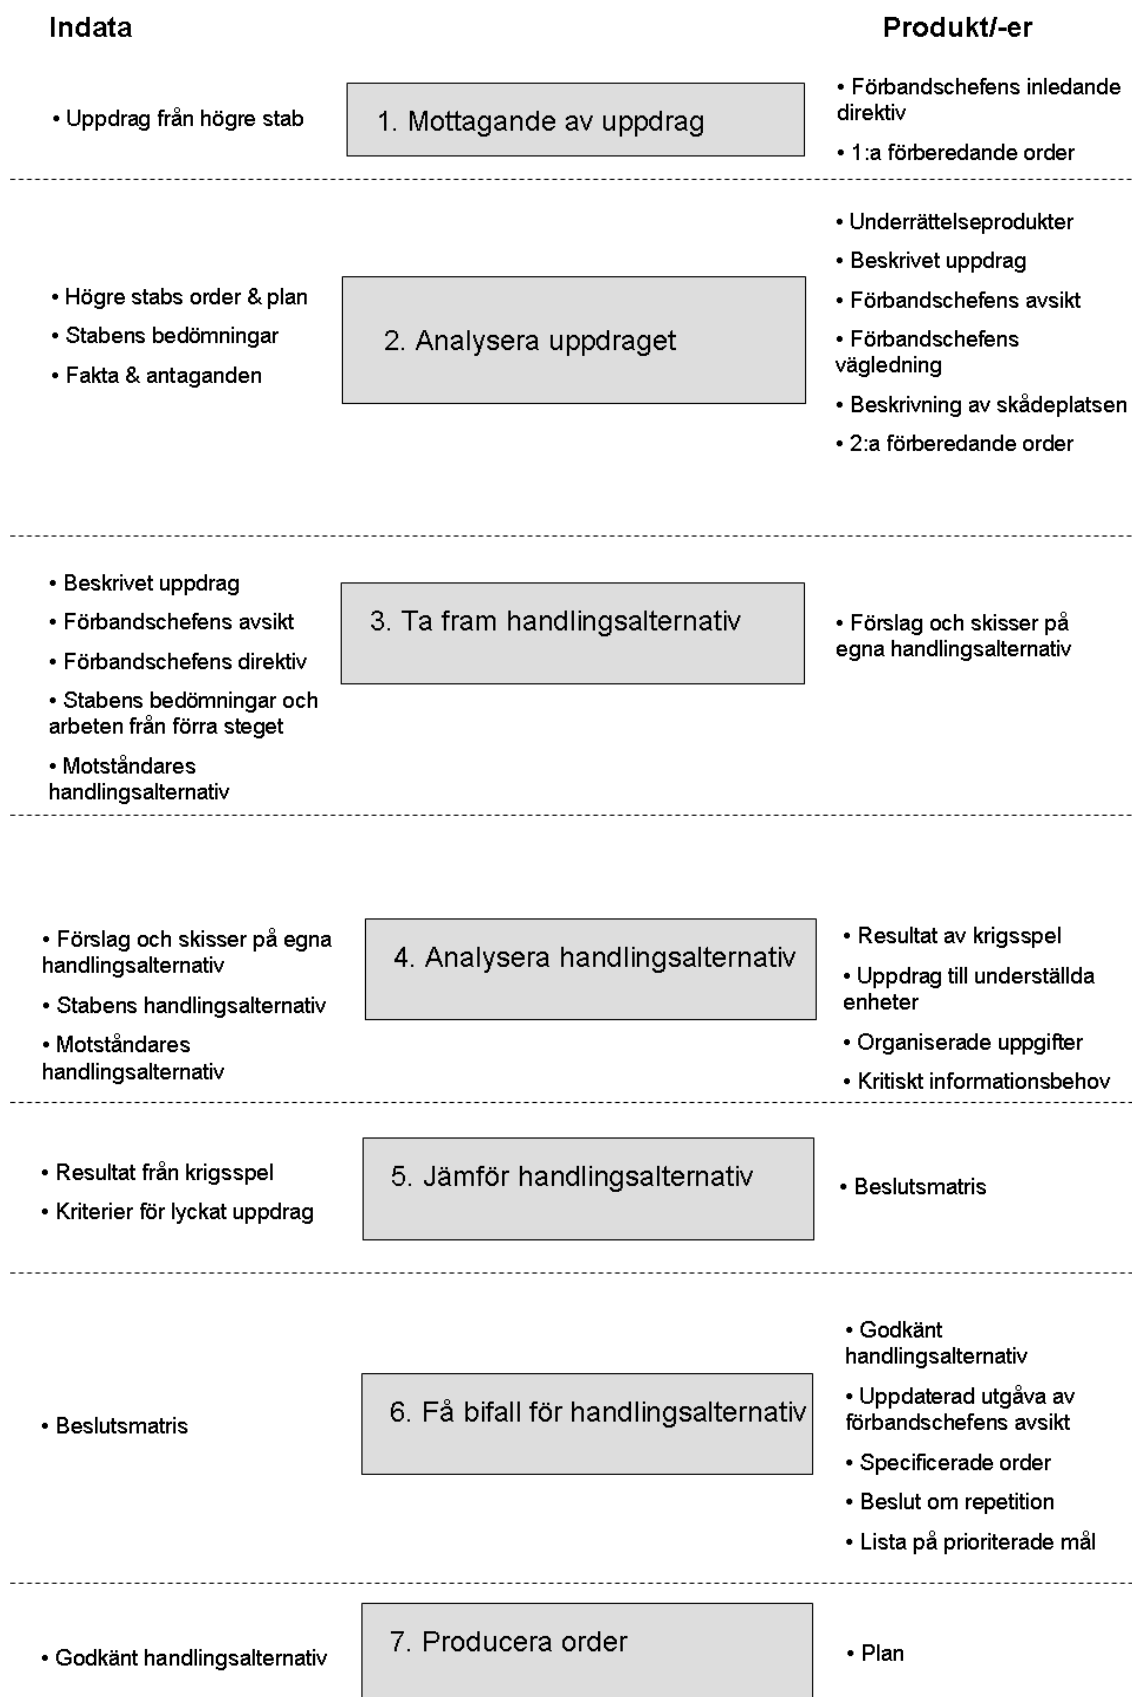 Indata
Produkt/-er
• Uppdrag från högre stab
1. Mottagande av uppdrag
• Förbandschefens inledande
direktiv
• 1:a förberedande order
• Högre stabs order & plan
• Stabens bedömningar
• Fakta & antaganden
2. Analysera uppdraget
• Underrättelseprodukter
• Beskrivet uppdrag
• Förbandschefens avsikt
• Förbandschefens
vägledning
• Beskrivning av skådeplatsen
• 2:a förberedande order
• Beskrivet uppdrag
• Förbandschefens avsikt
• Förbandschefens direktiv
• Stabens bedömningar och
arbeten från förra steget
• Motståndares
handlingsalternativ
3. Ta fram handlingsalternativ
• Förslag och skisser på
egna handlingsalternativ
• Förslag och skisser på egna
handlingsalternativ
• Stabens handlingsalternativ
• Motståndares
handlingsalternativ
4. Analysera handlingsalternativ
• Resultat av krigsspel
• Uppdrag till underställda
enheter
• Organiserade uppgifter
• Kritiskt informationsbehov
• Resultat från krigsspel
• Kriterier för lyckat uppdrag
5. Jämför handlingsalternativ
• Beslutsmatris
• Beslutsmatris
6. Få bifall för handlingsalternativ
• Godkänt
handlingsalternativ
• Uppdaterad utgåva av
förbandschefens avsikt
• Specificerade order
• Beslut om repetition
• Lista på prioriterade mål
• Godkänt handlingsalternativ
7. Producera order
• Plan